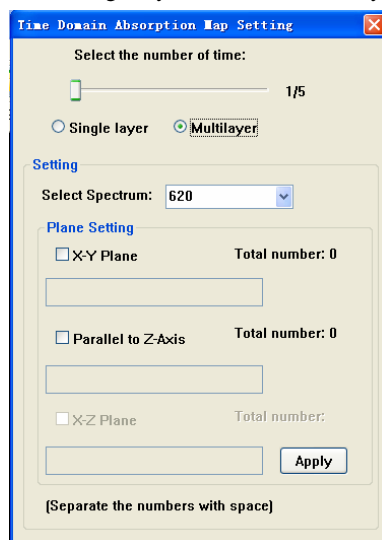 Time Domain Absorption Map Setting
Select the number of time:
1/5
Single layer Multilayer
Setting
Select Spectrum: 620
Plane Setting
X-Y Plane Total number: 0
Parallel to Z-Axis Total number: 0
X-Z Plane Total number:
Apply
(Separate the numbers with space)